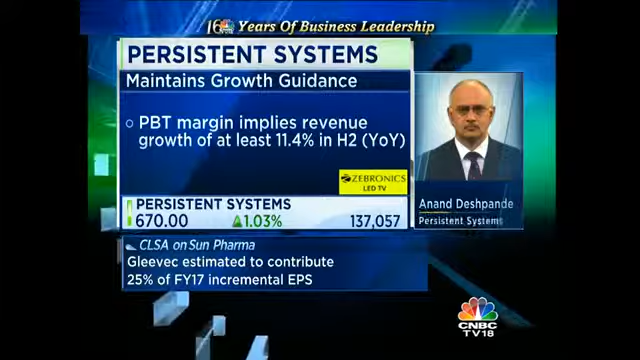 16 Years Of Business Leadership
PERSISTENT SYSTEMS
Maintains Growth Guidance
PBT margin implies revenue
growth of at least 11.4% in H2 (YoY)
ZEBRONICS
LED TV
PERSISTENT SYSTEMS
670.00 1.03% 137,057
Anand Deshpande
Persistent Systems
CLSA on Sun Pharma
Gleevec estimated to contribute
25% of FY17 incremental EPS
CNBC
TV18